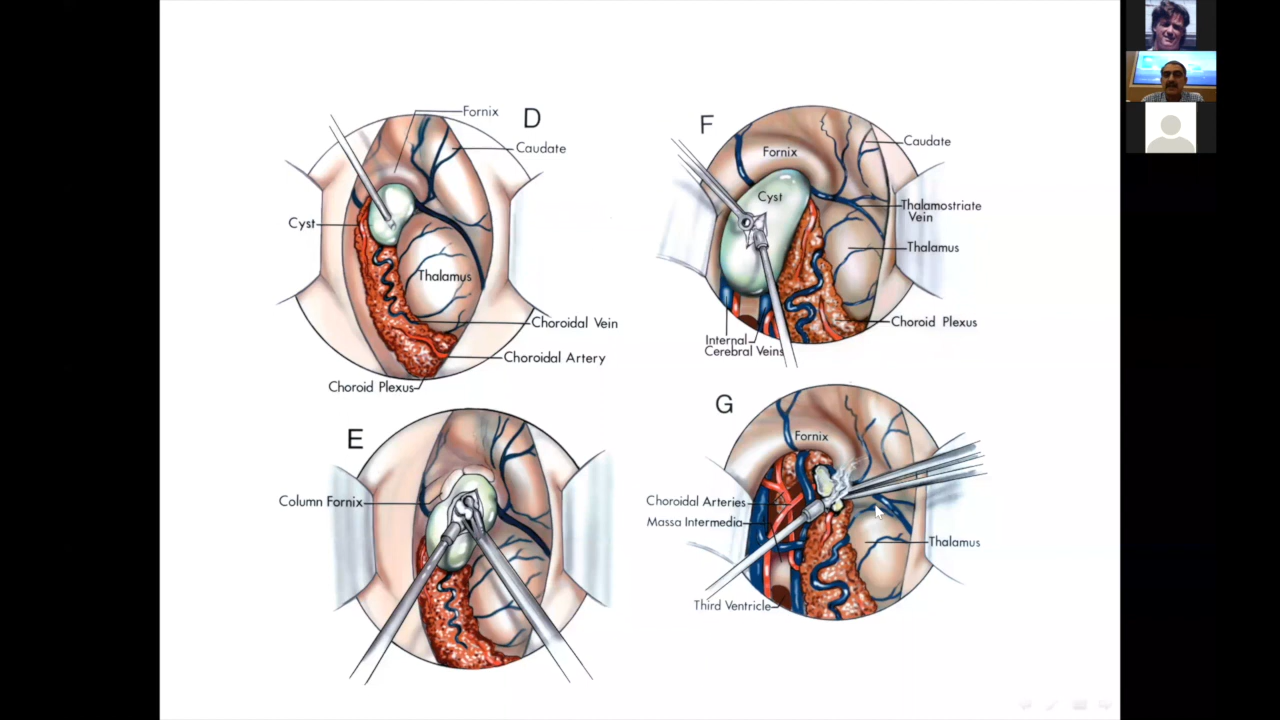 D
Fornix
Caudate
Cyst
Thalamus
Choroidal Vein
Choroidal Artery
Choroid Plexus
F
Fornix
Caudate
Cyst
Thalamostriate
Vein
Thalamus
Choroid Plexus
Internal
Cerebral Veins
E
Column Fornix
G
Fornix
Choroidal Arteries
Massa Intermedia
Thalamus
Third Ventricle